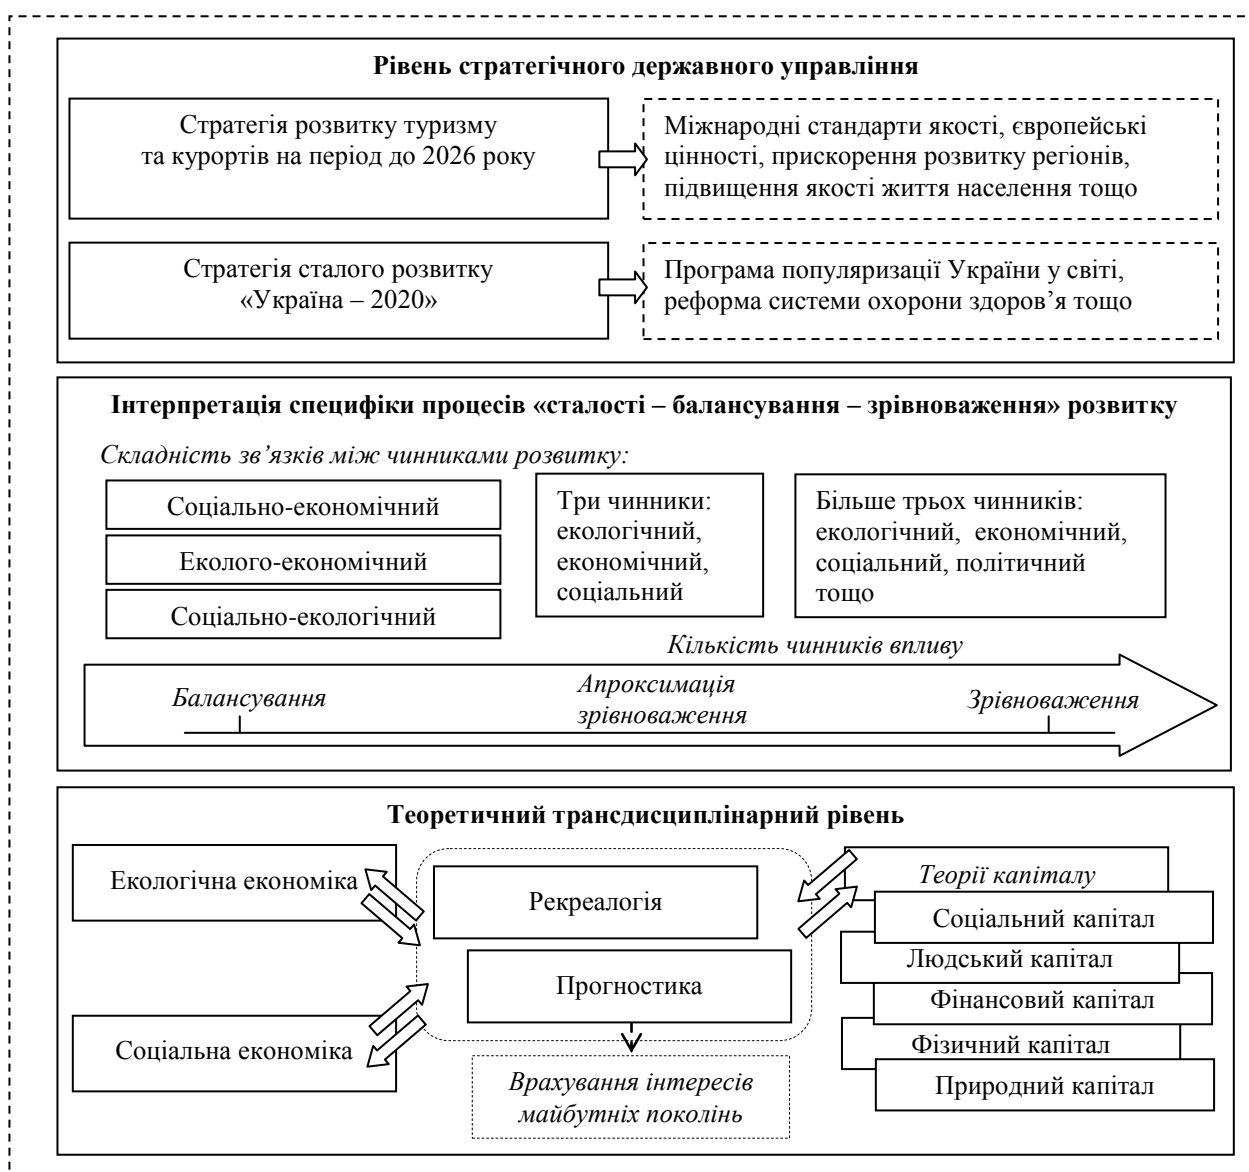 Рівень стратегічного державного управління
Стратегія розвитку туризму
та курортів на період до 2026 року
Міжнародні стандарти якості, європейські
цінності, прискорення розвитку регіонів,
підвищення якості життя населення тощо
Стратегія сталого розвитку
«Україна – 2020»
Програма популяризації України у світі,
реформа системи охорони здоров’я тощо
Інтерпретація специфіки процесів «сталості – балансування – зрівноваження» розвитку
Складність зв’язків між чинниками розвитку:
Соціально-економічний
Еколого-економічний
Соціально-екологічний
Три чинники:
екологічний,
економічний,
соціальний
Більше трьох чинників:
екологічний, економічний,
соціальний, політичний
тощо
Кількість чинників впливу
Балансування
Апроксимація
зрівноваження
Зрівноваження
Теоретичний трансдисциплінарний рівень
Екологічна економіка
Соціальна економіка
Рекреалогія
Прогностика
Врахування інтересів
майбутніх поколінь
Теорії капіталу
Соціальний капітал
Людський капітал
Фінансовий капітал
Фізичний капітал
Природний капітал